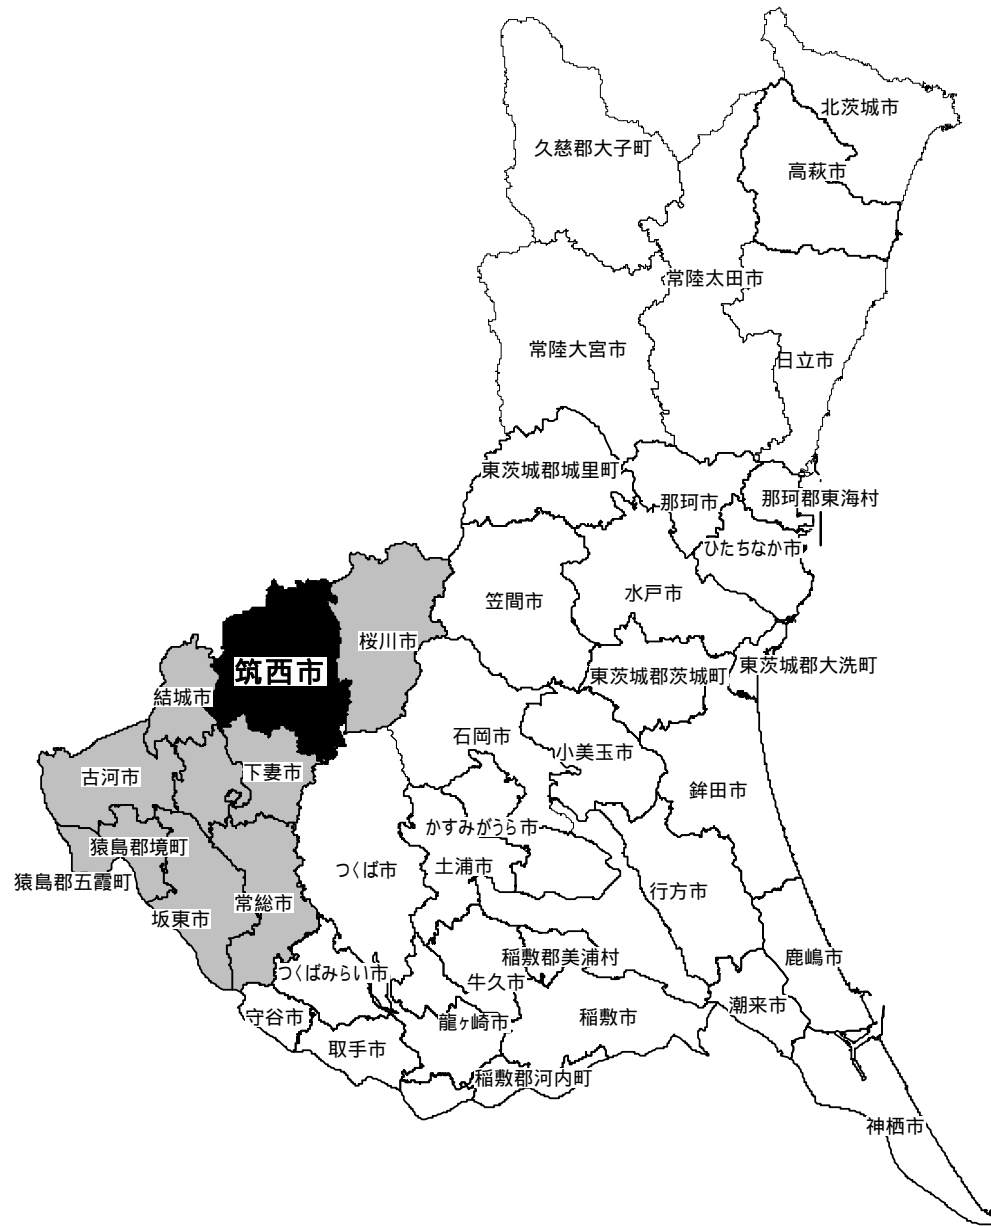 北茨城市
久慈郡大子町
高萩市
常陸太田市
常陸大宮市
日立市
東茨城郡城里町
那珂市
那珂郡東海村
ひたちなか市
水戸市
笠間市
桜川市
筑西市
東茨城郡大洗町
東茨城郡茨城町
結城市
石岡市
小美玉市
下妻市
古河市
鉾田市
かすみがうら市
猿島郡境町
つくば市
土浦市
猿島郡五霞町
行方市
常総市
坂東市
稲敷郡美浦村
鹿嶋市
つくばみらい市
牛久市
潮来市
守谷市
龍ヶ崎市
稲敷市
取手市
稲敷郡河内町
神栖市